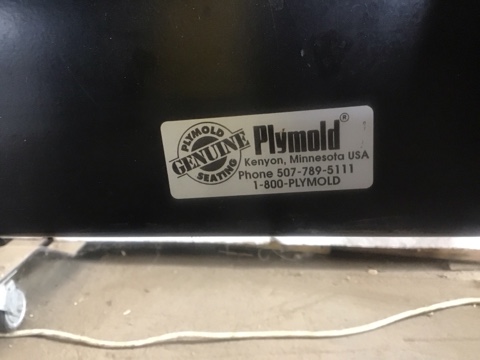 PLYMOLD
GENUINE
SEATING
Plymold®
Kenyon, Minnesota USA
Phone 507-789-5111
1-800-PLYMOLD